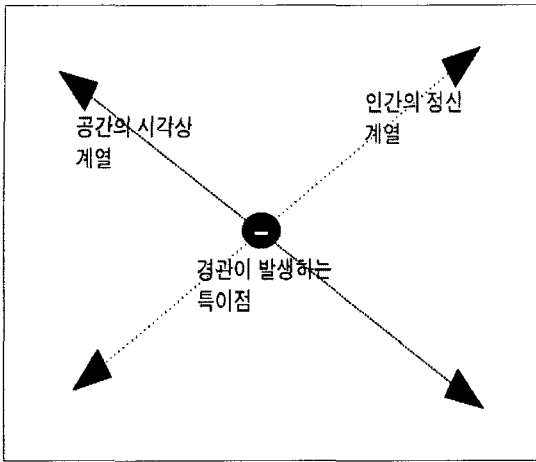 인간의 정신
계열
공간의 시각상
계열
경관이 발생하는
특이점